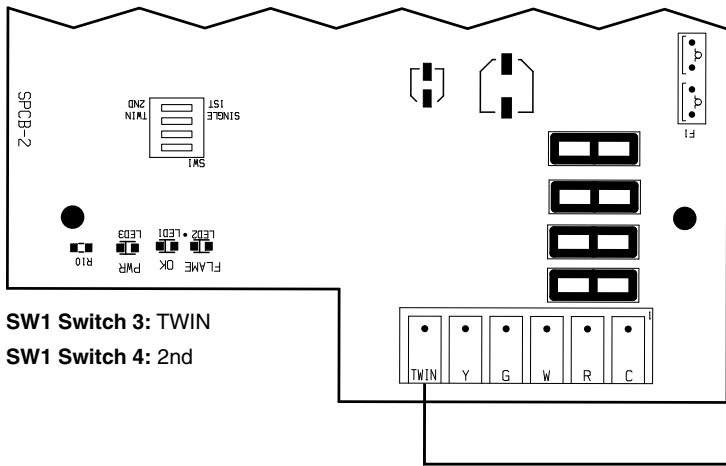 SPCB-2
2ND
1ST
TWIN
SINGLE
SW1
F1
LED3
LED1
LED2
R10
PWR
OK
FLAME
SW1 Switch 3: TWIN
SW1 Switch 4: 2nd
1
TWIN Y G W R C